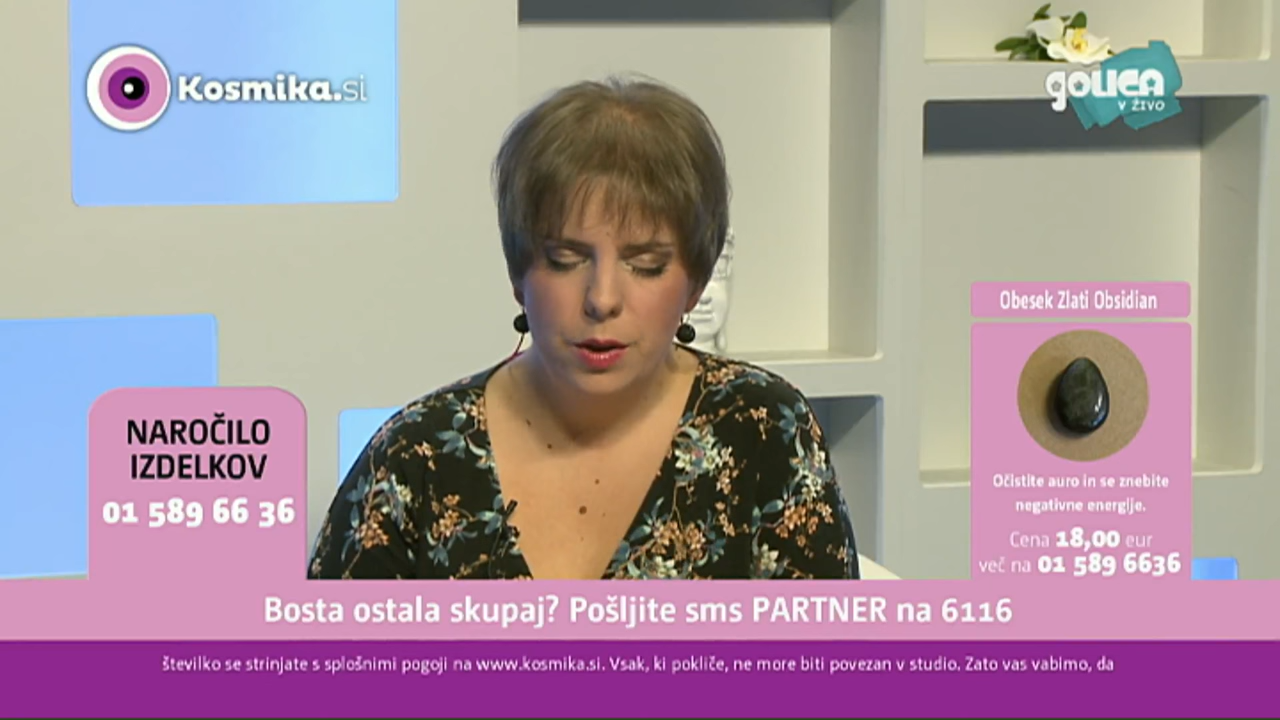 Kosmika.si
GOLICA
V ŽIVO
Obesek Zlati Obsidian
NAROČILO
IZDELKOV
01 589 66 36
Očistite auro in se znebite
negativne energije.
Cena 18,00 eur
več na 01 589 6636
Bosta ostala skupaj? Pošljite sms PARTNER na 6116
številko se strinjate s splošnimi pogoji na www.kosmika.si. Vsak, ki pokliče, ne more biti povezan v studio. Zato vas vabimo, da